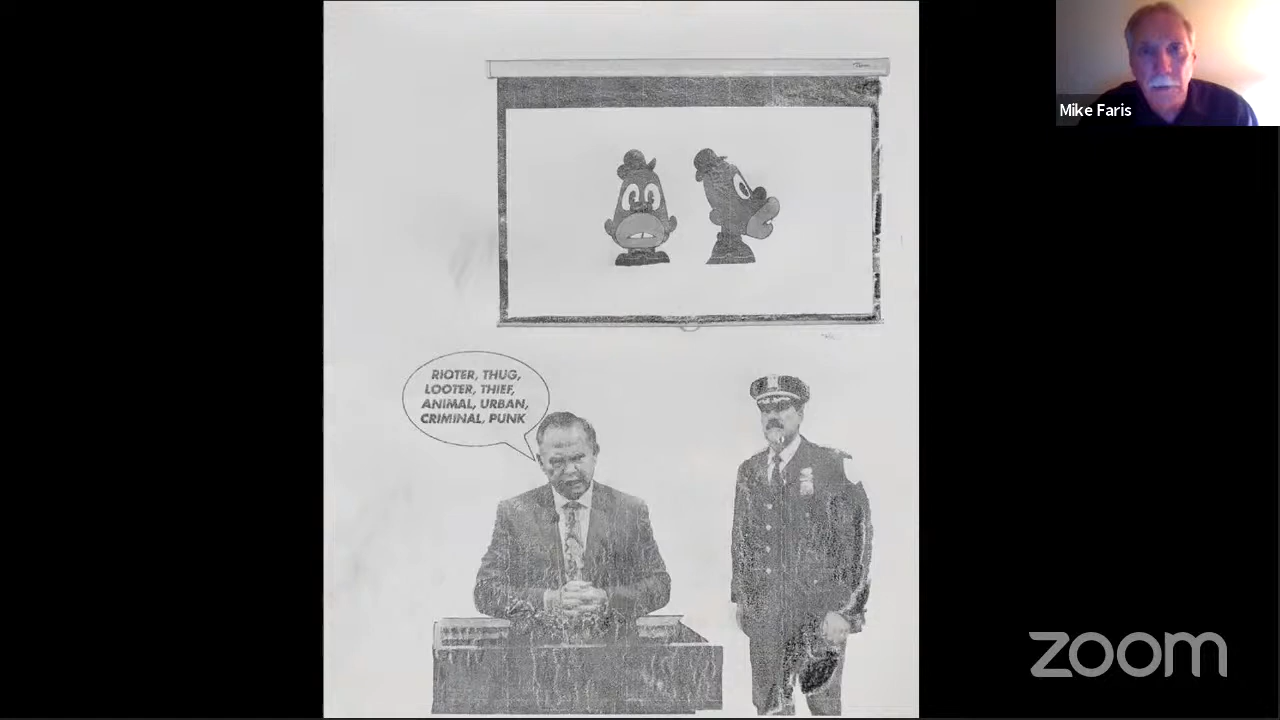 Mike Faris
RIOTER, THUG,
LOOTER, THIEF,
ANIMAL, URBAN,
CRIMINAL, PUNK
zoom